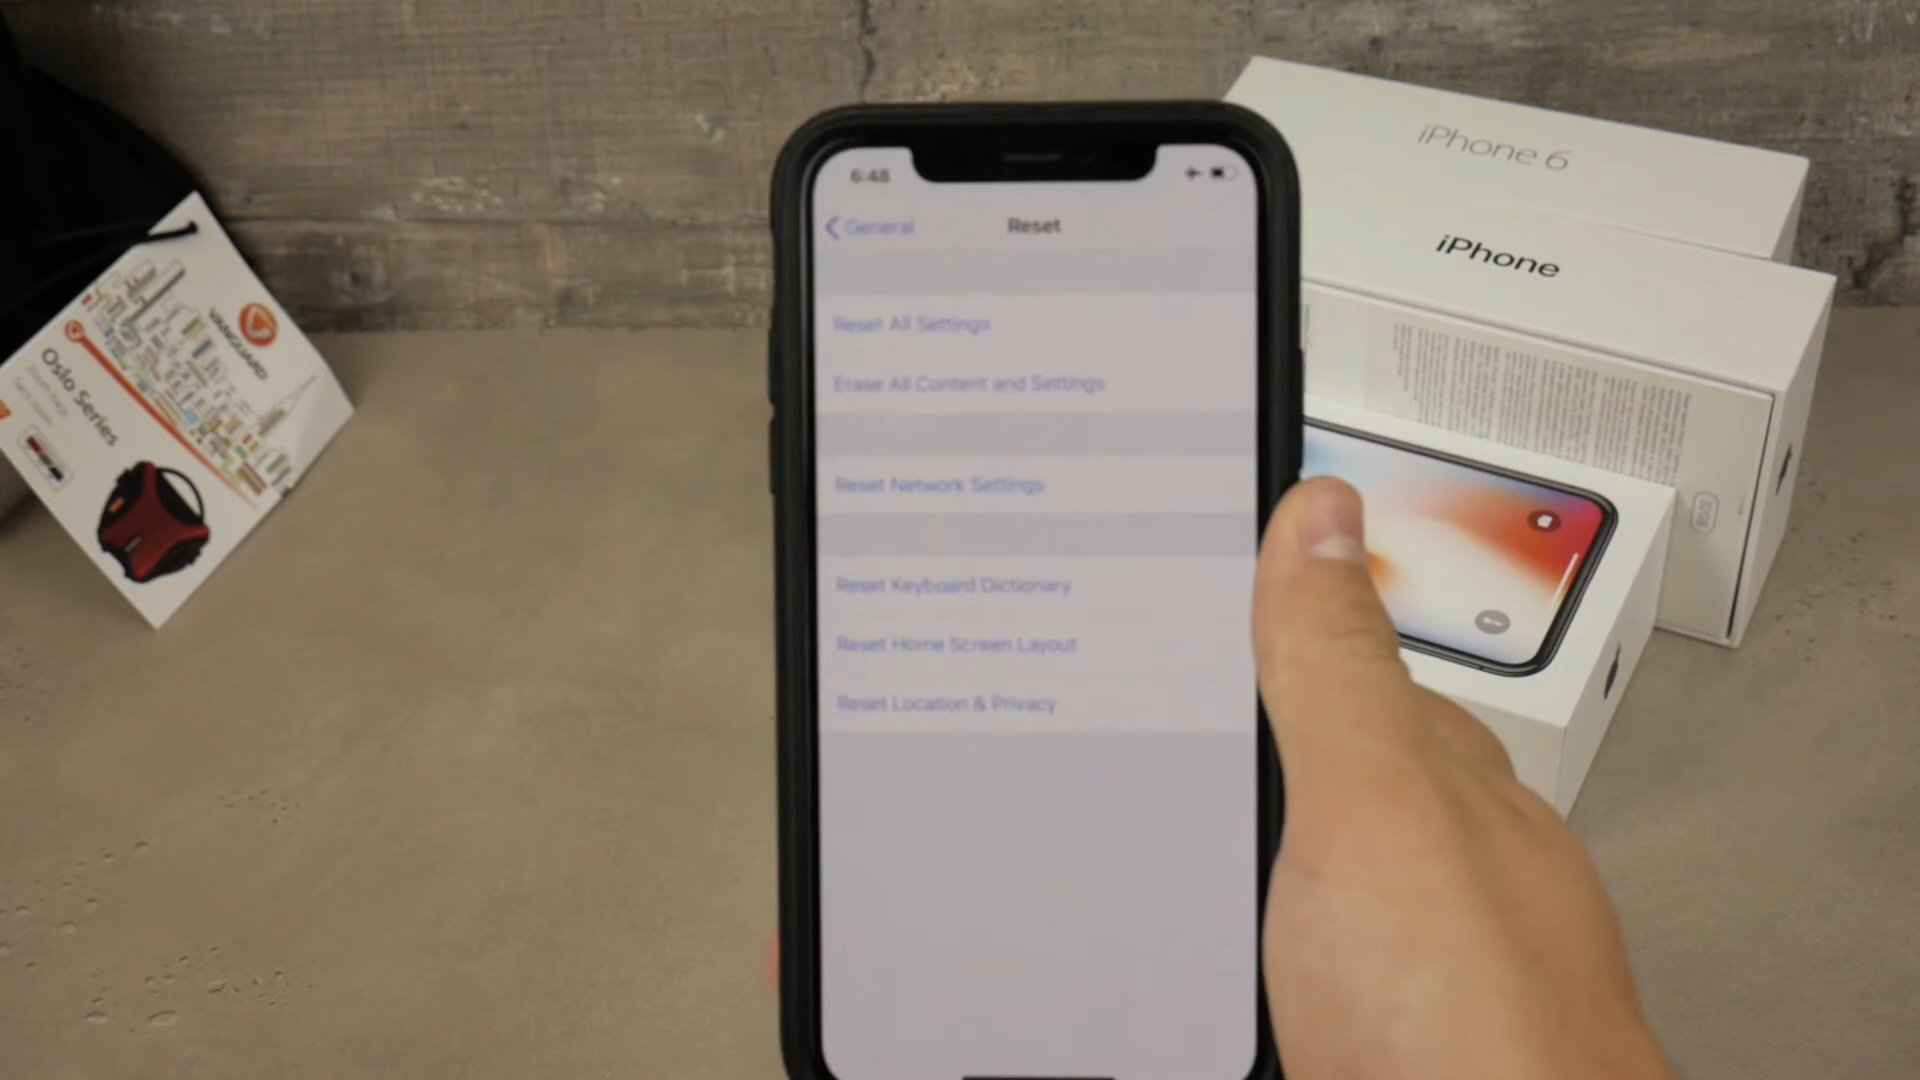 6:48
General
Reset
Reset All Settings
Erase All Content and Settings
Reset Network Settings
Reset Keyboard Dictionary
Reset Home Screen Layout
Reset Location & Privacy
iPhone 6
iPhone
VANGUARD
Oslo Series